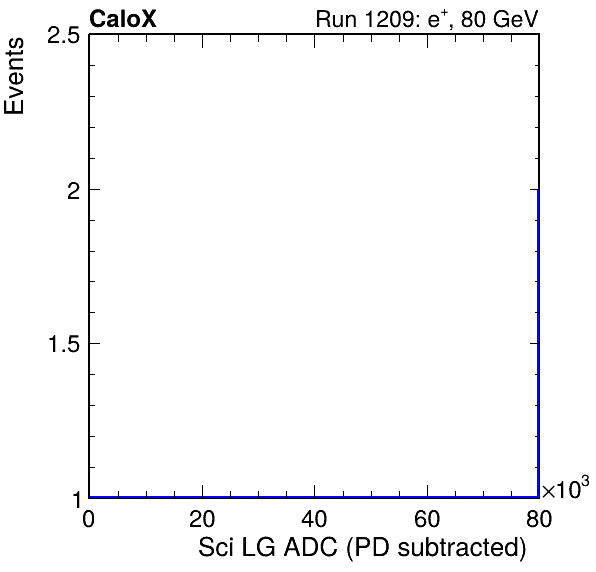 CaloX Run 1209: e⁺, 80 GeV
Events
2.5
2
1.5
1
0 20 40 60 80
×10³
Sci LG ADC (PD subtracted)